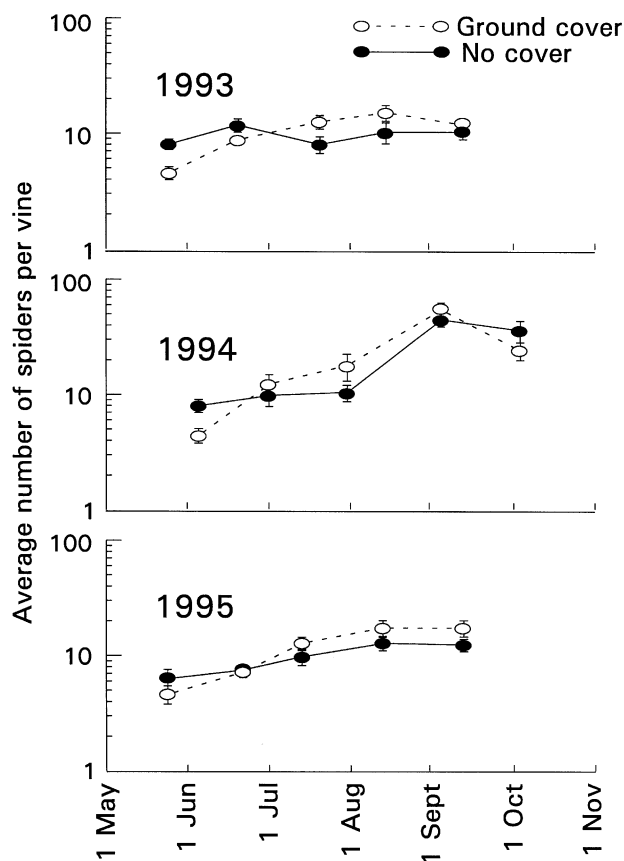 Ground cover
No cover
Average number of spiders per vine
100
1993
10
1
100
1994
10
1
100
1995
10
1
1 May
1 Jun
1 Jul
1 Aug
1 Sept
1 Oct
1 Nov